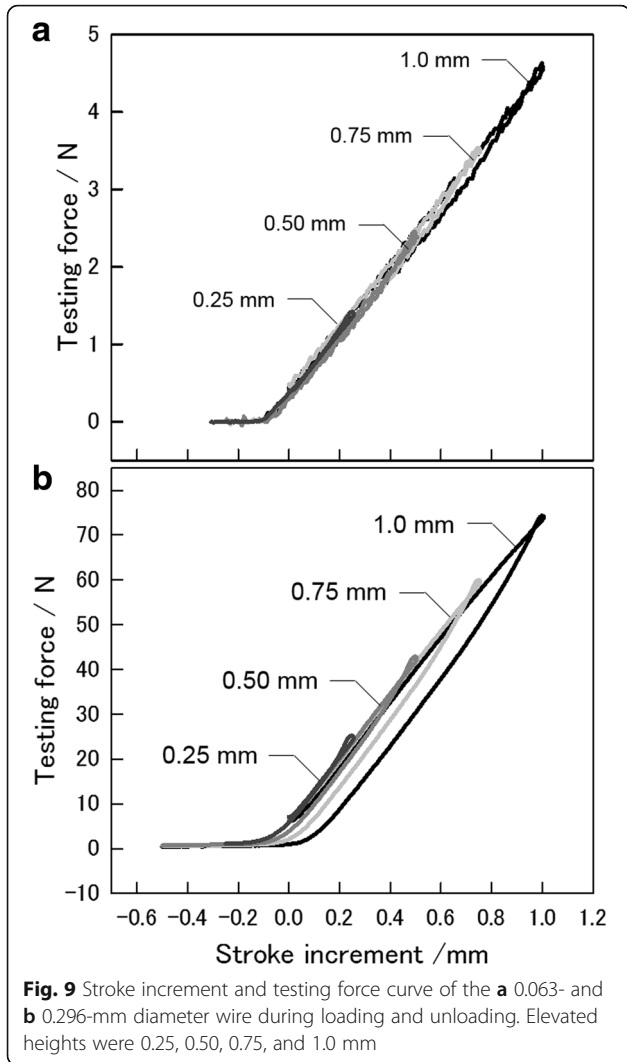 a
5
4
3
2
1
0
Testing force / N
1.0 mm
0.75 mm
0.50 mm
0.25 mm
b
80
70
60
50
40
30
20
10
0
−10
Testing force / N
1.0 mm
0.75 mm
0.50 mm
0.25 mm
−0.6 −0.4 −0.2 0.0 0.2 0.4 0.6 0.8 1.0 1.2
Stroke increment /mm
Fig. 9 Stroke increment and testing force curve of the a 0.063- and
b 0.296-mm diameter wire during loading and unloading. Elevated
heights were 0.25, 0.50, 0.75, and 1.0 mm